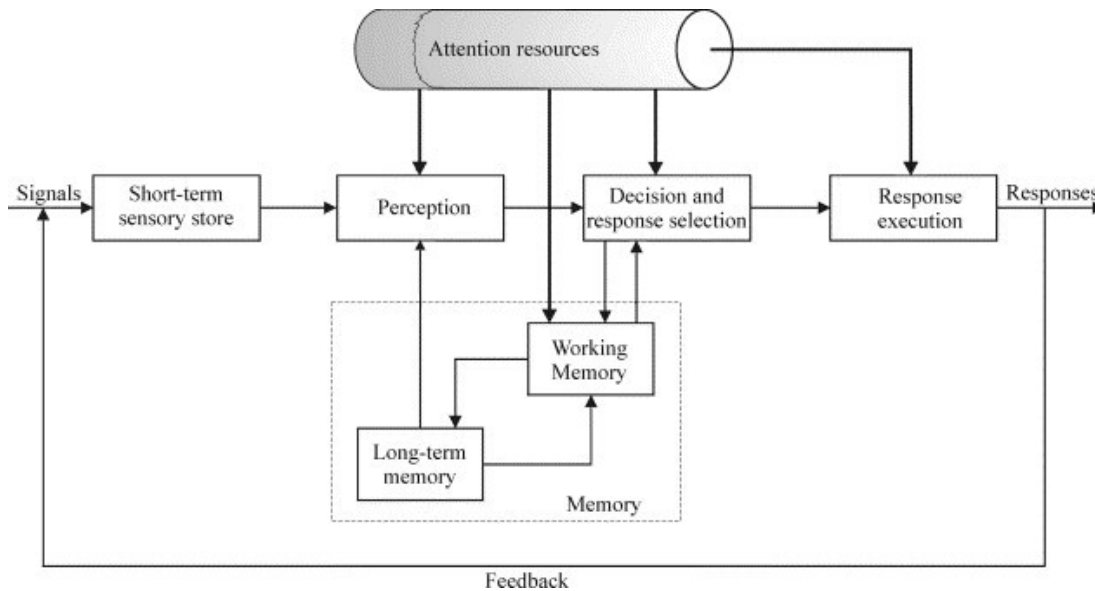 Attention resources
Signals
Short-term
sensory store
Perception
Decision and
response selection
Response
execution
Responses
Working
Memory
Long-term
memory
Memory
Feedback